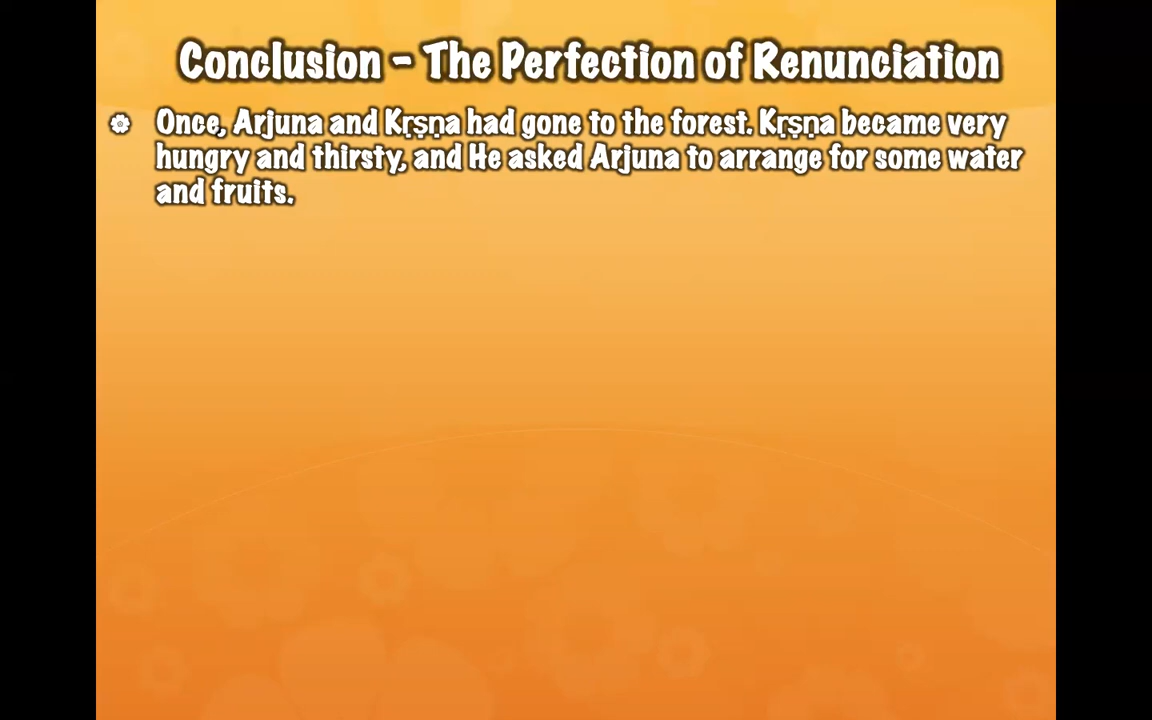 Conclusion - The Perfection of Renunciation
Once, Arjuna and Kṛṣṇa had gone to the forest. Kṛṣṇa became very
hungry and thirsty, and He asked Arjuna to arrange for some water
and fruits.